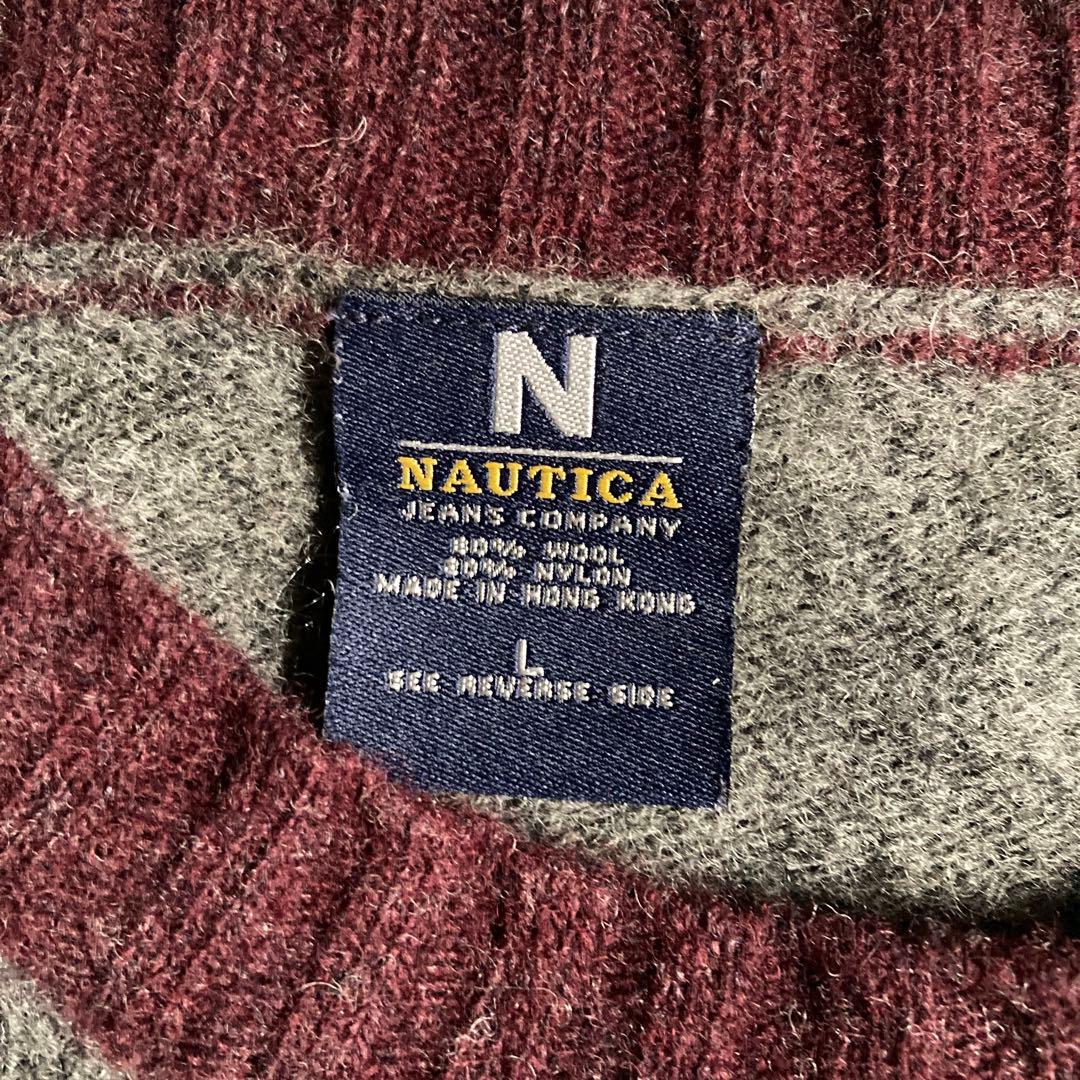 N
NAUTICA
JEANS COMPANY
80% WOOL
20% NYLON
MADE IN HONG KONG
L
SEE REVERSE SIDE